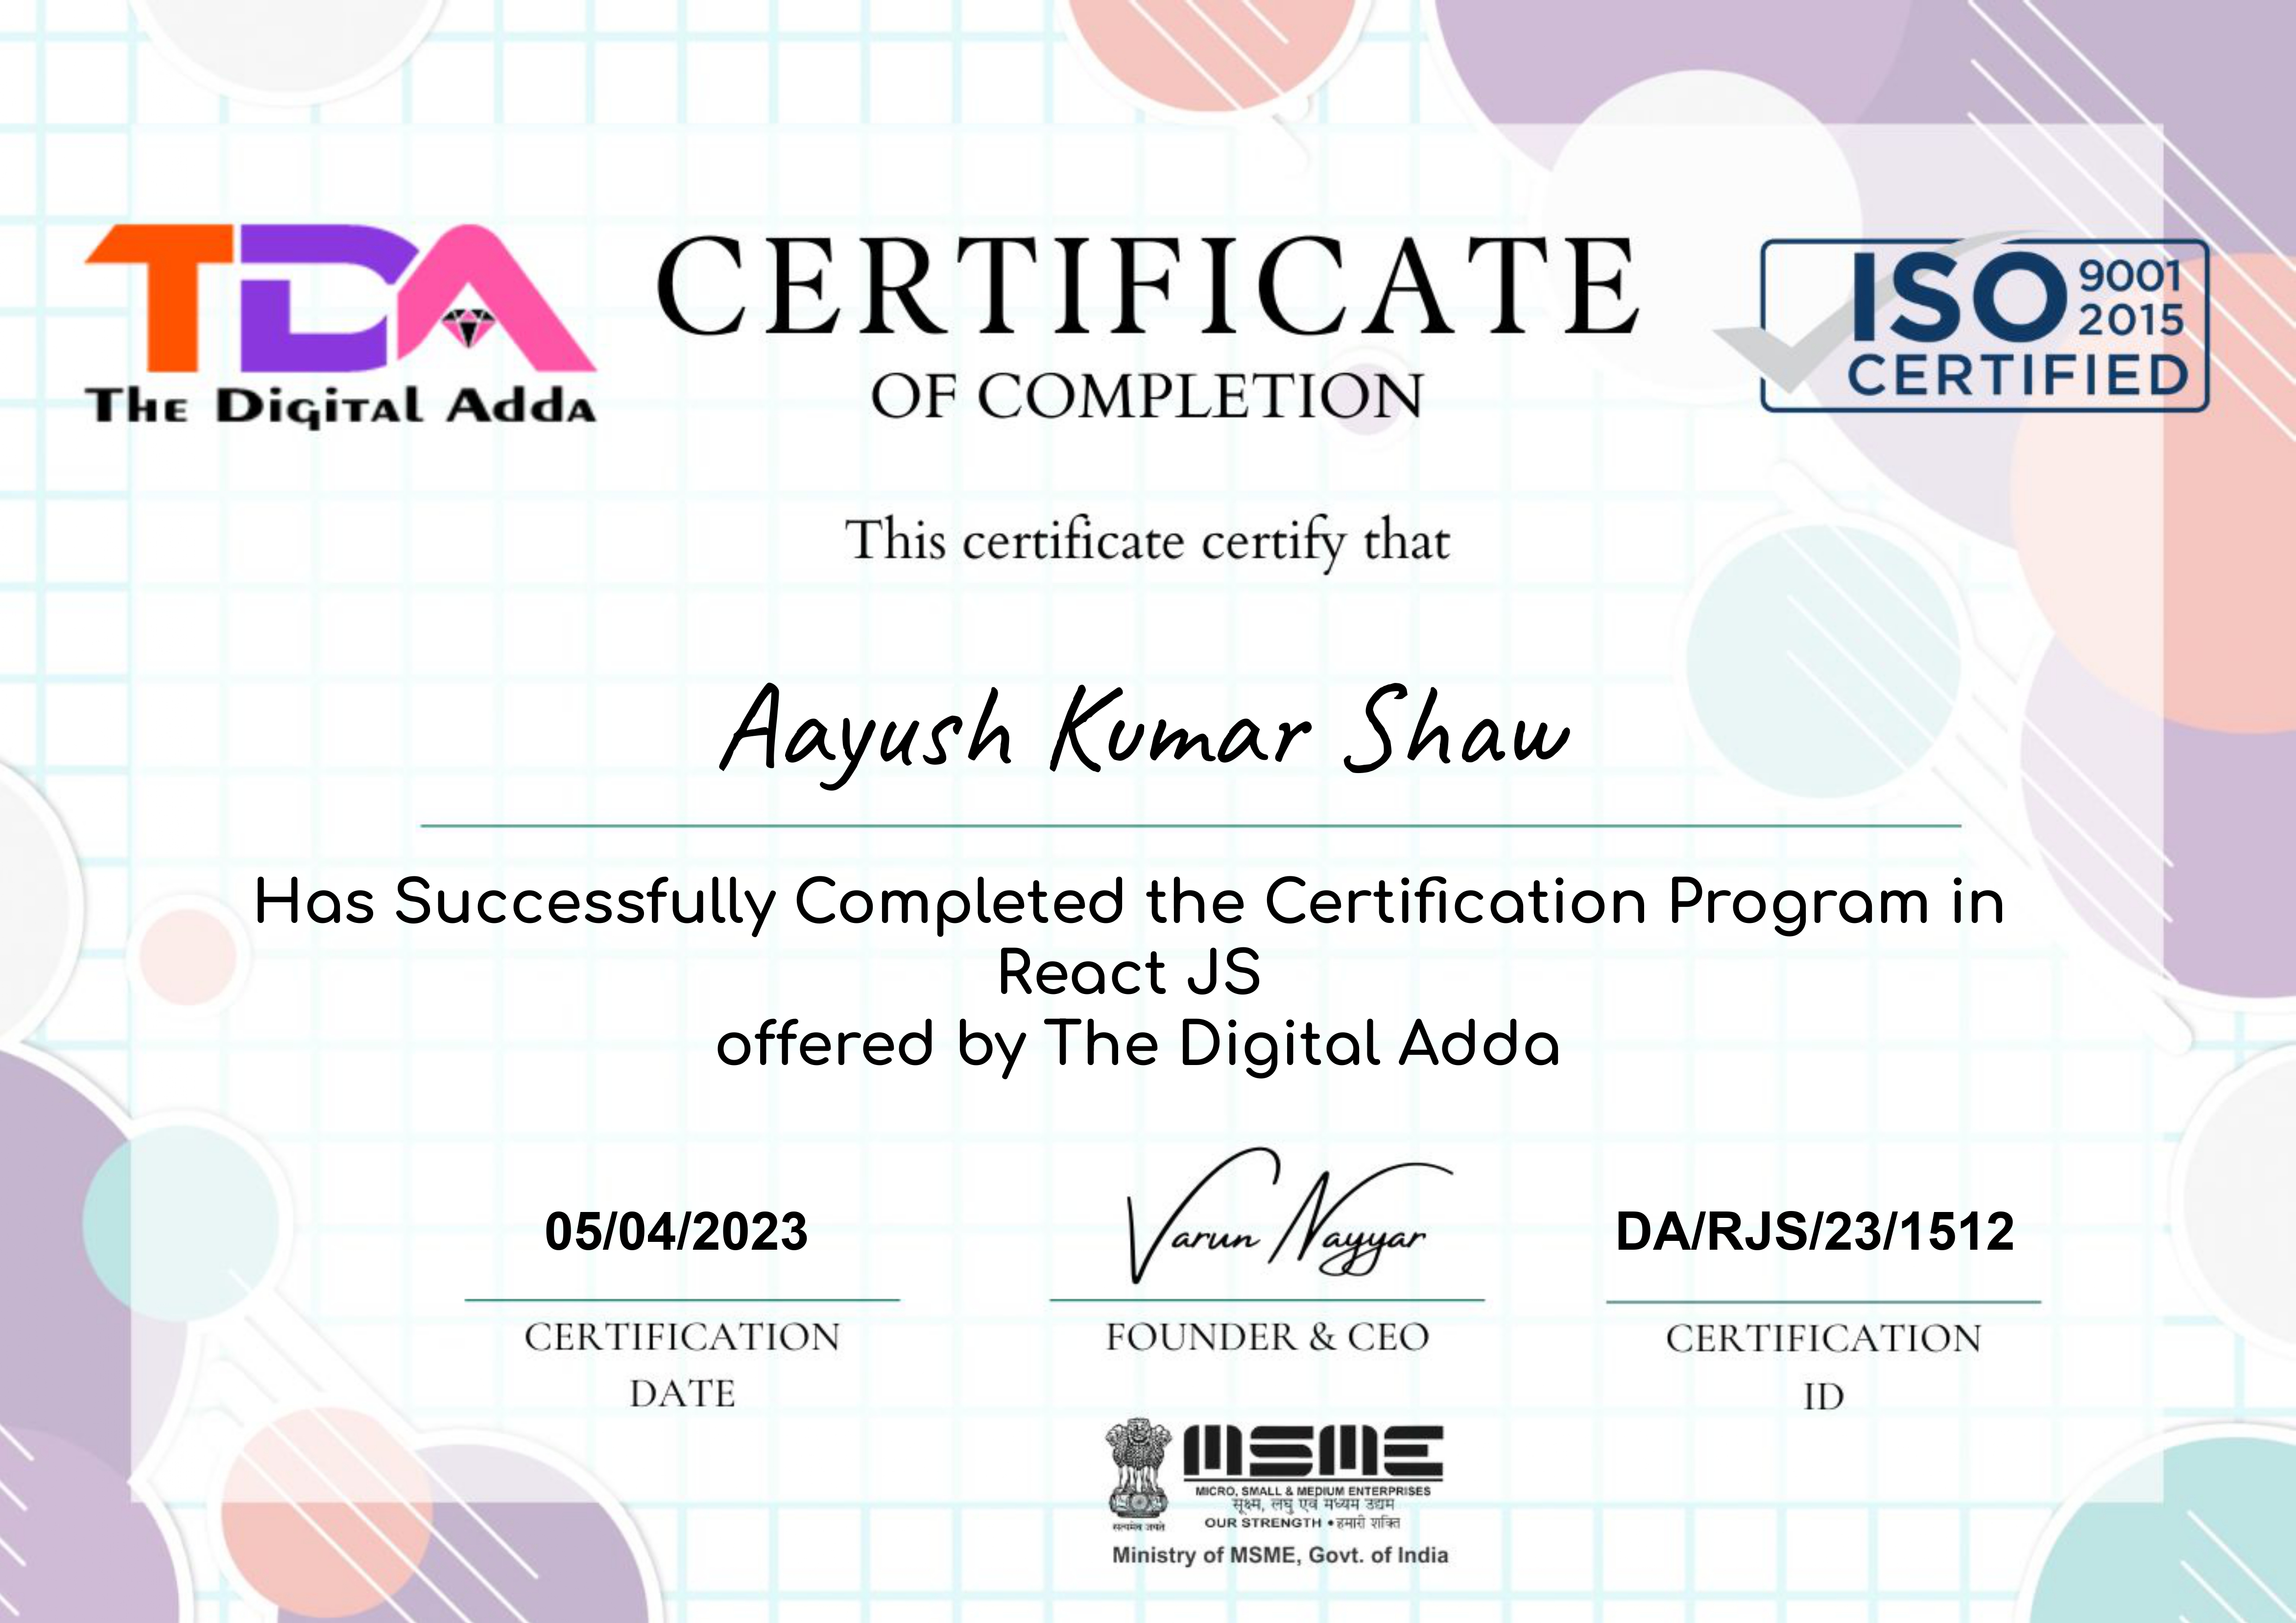 TDA
The Digital Adda
CERTIFICATE
OF COMPLETION
ISO 9001
2015
CERTIFIED
This certificate certify that
Aayush Kumar Shaw
Has Successfully Completed the Certification Program in
React JS
offered by The Digital Adda
05/04/2023
Varun Nayyar
DA/RJS/23/1512
CERTIFICATION
DATE
FOUNDER & CEO
CERTIFICATION
ID
MSME
MICRO, SMALL & MEDIUM ENTERPRISES
सूक्ष्म, लघु एवं मध्यम उद्यम
OUR STRENGTH • हमारी शक्ति
सत्यमेव जयते
Ministry of MSME, Govt. of India